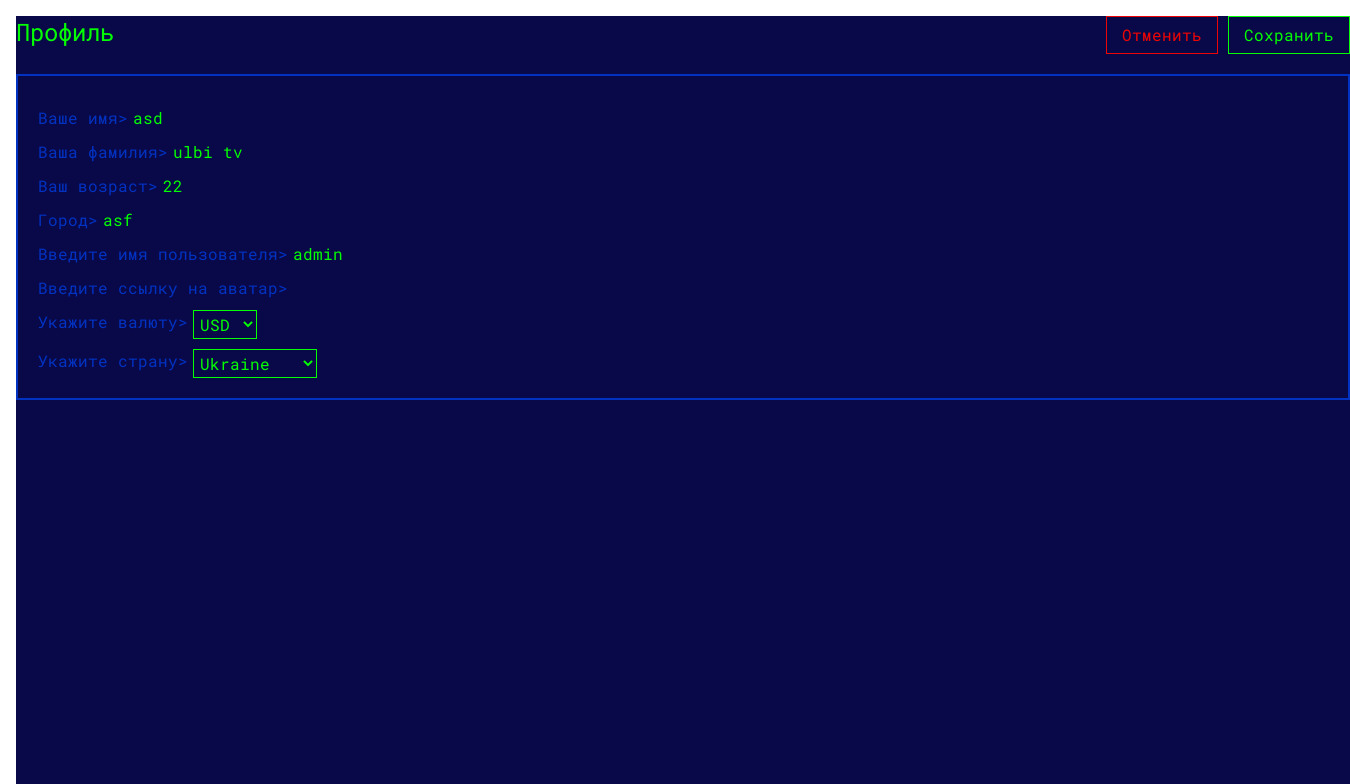 Профиль
Отменить
Сохранить
Ваше имя> asd
Ваша фамилия> ulbi tv
Ваш возраст> 22
Город> asf
Введите имя пользователя> admin
Введите ссылку на аватар>
Укажите валюту> USD
Укажите страну> Ukraine